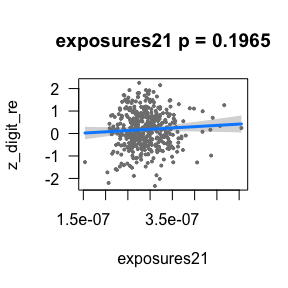 exposures21 p = 0.1965
z_digit_re
2
1
0
-1
-2
1.5e-07 3.5e-07
exposures21